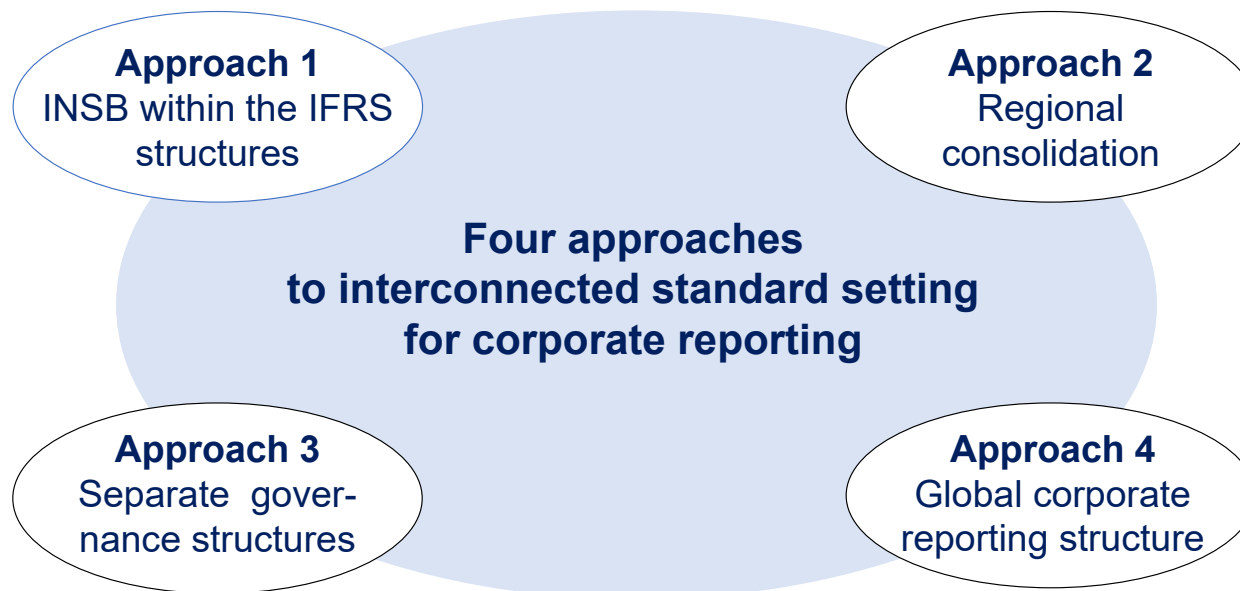 Approach 1
INSB within the IFRS
structures
Approach 2
Regional
consolidation
Four approaches
to interconnected standard setting
for corporate reporting
Approach 3
Separate gover-
nance structures
Approach 4
Global corporate
reporting structure